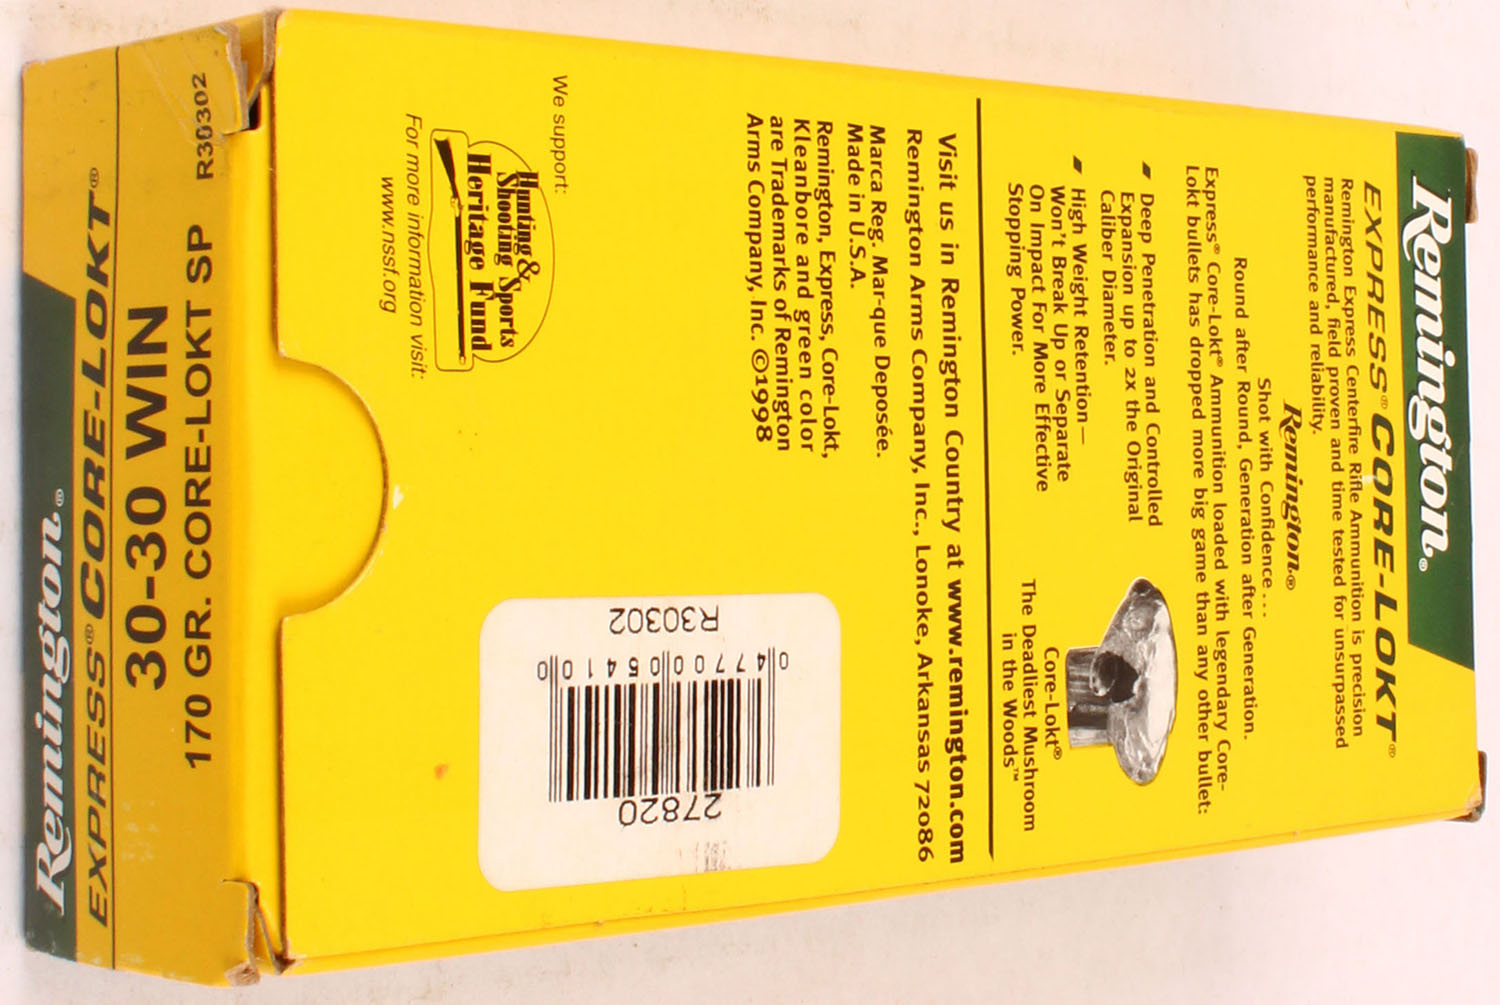 Remington®
EXPRESS® CORE-LOKT®
Remington Express Centerfire Rifle Ammunition is precision
manufactured, field proven and time tested for unsurpassed
performance and reliability.
Remington®
Shot with Confidence...
Round after Round, Generation after Generation.
Express® Core-Lokt® Ammunition loaded with legendary Core-
Lokt bullets has dropped more big game than any other bullet:
Deep Penetration and Controlled
Expansion up to 2x the Original
Caliber Diameter.
High Weight Retention—
Won't Break Up or Separate
On Impact For More Effective
Stopping Power.
Core-Lokt®
The Deadliest Mushroom
in the Woods™
Visit us in Remington Country at www.remington.com
Remington Arms Company, Inc., Lonoke, Arkansas 72086
Marca Reg. Mar-que Deposée.
Made in U.S.A.
Remington, Express, Core-Lokt,
Kleanbore and green color
are Trademarks of Remington
Arms Company, Inc. ©1998
We support:
Hunting &
Shooting Sports
Heritage Fund
For more information visit:
www.nssf.org
27820
0 47700 05410 0
R30302
30-30 WIN
170 GR. CORE-LOKT SP R30302
Remington®
EXPRESS® CORE-LOKT®